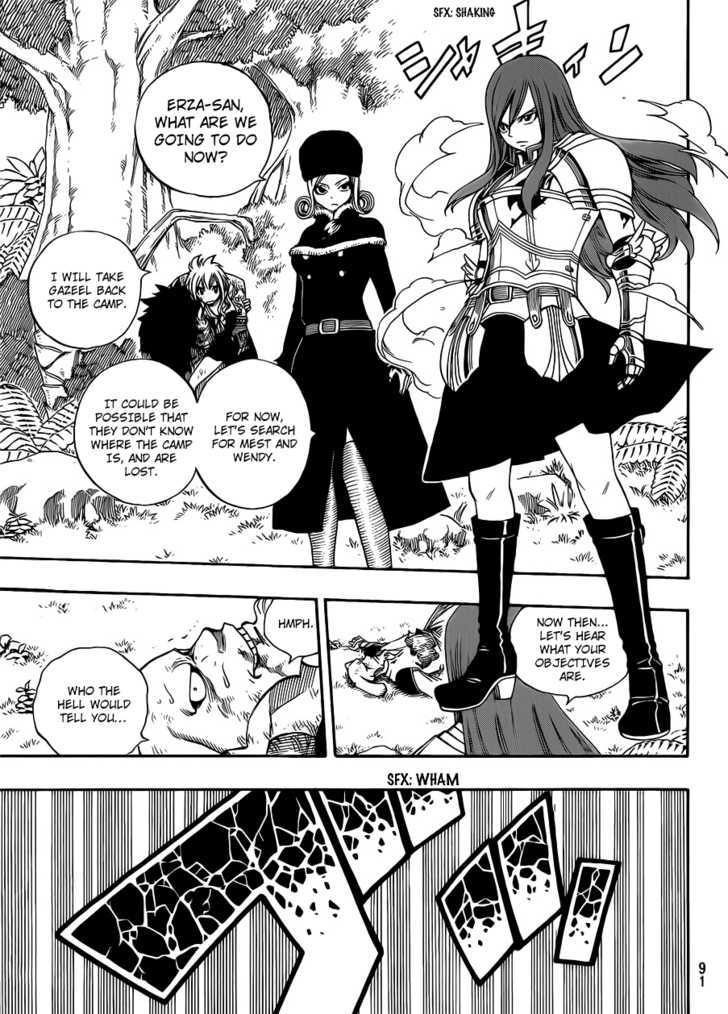 SFX: SHAKING
シャキィン
ERZA-SAN,
WHAT ARE WE
GOING TO DO
NOW?
I WILL TAKE
GAZEEL BACK
TO THE CAMP.
FOR NOW,
LET'S SEARCH
FOR MEST AND
WENDY.
IT COULD BE
POSSIBLE THAT
THEY DON'T KNOW
WHERE THE CAMP
IS, AND ARE
LOST.
NOW THEN...
LET'S HEAR
WHAT YOUR
OBJECTIVES
ARE.
HMPH.
WHO THE
HELL WOULD
TELL YOU...
SFX: WHAM
91